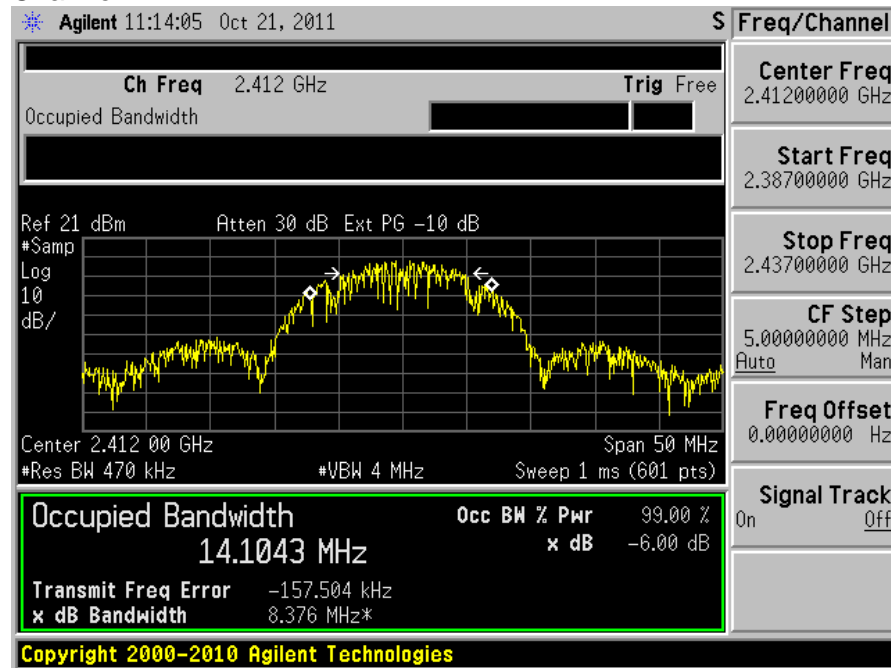 Agilent 11:14:05 Oct 21, 2011 S Freq/Channel
Ch Freq 2.412 GHz Trig Free
Occupied Bandwidth
Center Freq
2.41200000 GHz
Start Freq
2.38700000 GHz
Stop Freq
2.43700000 GHz
CF Step
5.00000000 MHz
Auto Man
Freq Offset
0.00000000 Hz
Signal Track
On Off
Ref 21 dBm Atten 30 dB Ext PG -10 dB
#Samp
Log
10
dB/
Center 2.412 00 GHz Span 50 MHz
#Res BW 470 kHz #VBW 4 MHz Sweep 1 ms (601 pts)
Occupied Bandwidth Occ BW % Pwr 99.00 %
14.1043 MHz x dB -6.00 dB
Transmit Freq Error -157.504 kHz
x dB Bandwidth 8.376 MHz*
Copyright 2000-2010 Agilent Technologies